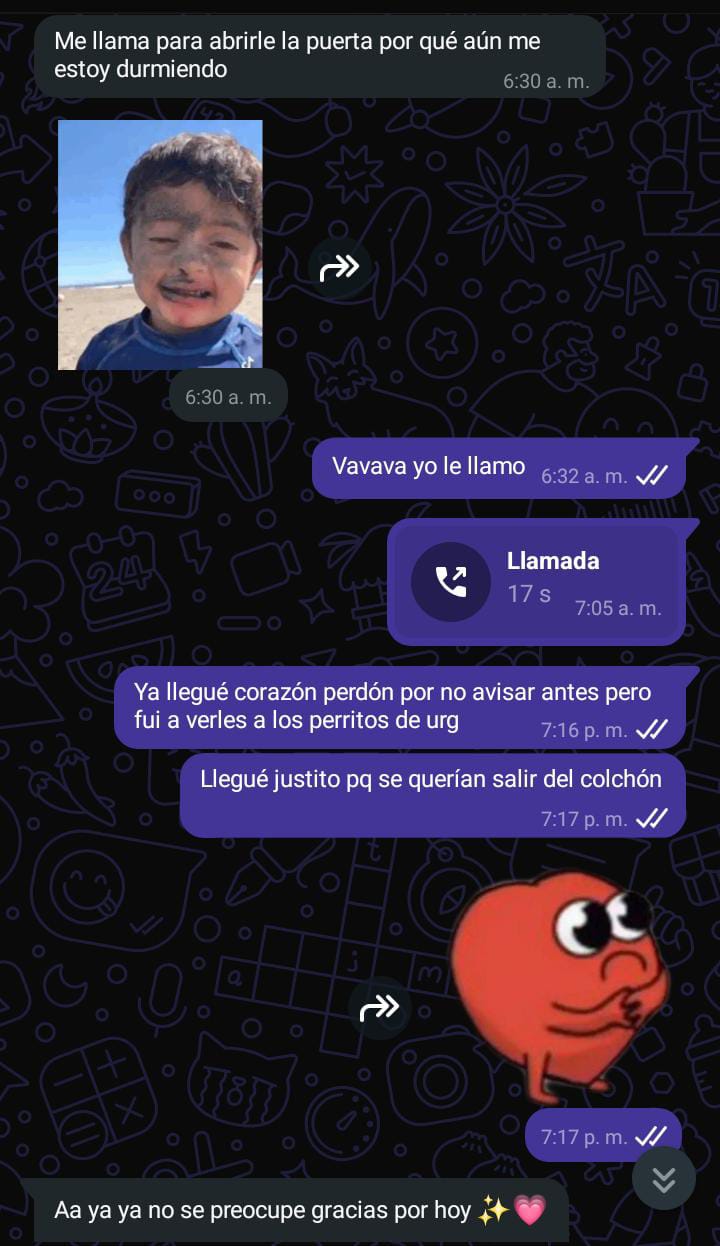 Me llama para abrirle la puerta por qué aún me
estoy durmiendo
6:30 a. m.
6:30 a. m.
Vavava yo le llamo
6:32 a. m.
Llamada
17 s
7:05 a. m.
Ya llegué corazón perdón por no avisar antes pero
fui a verles a los perritos de urg
7:16 p. m.
Llegué justito pq se querían salir del colchón
7:17 p. m.
7:17 p. m.
Aa ya ya no se preocupe gracias por hoy ✨💗